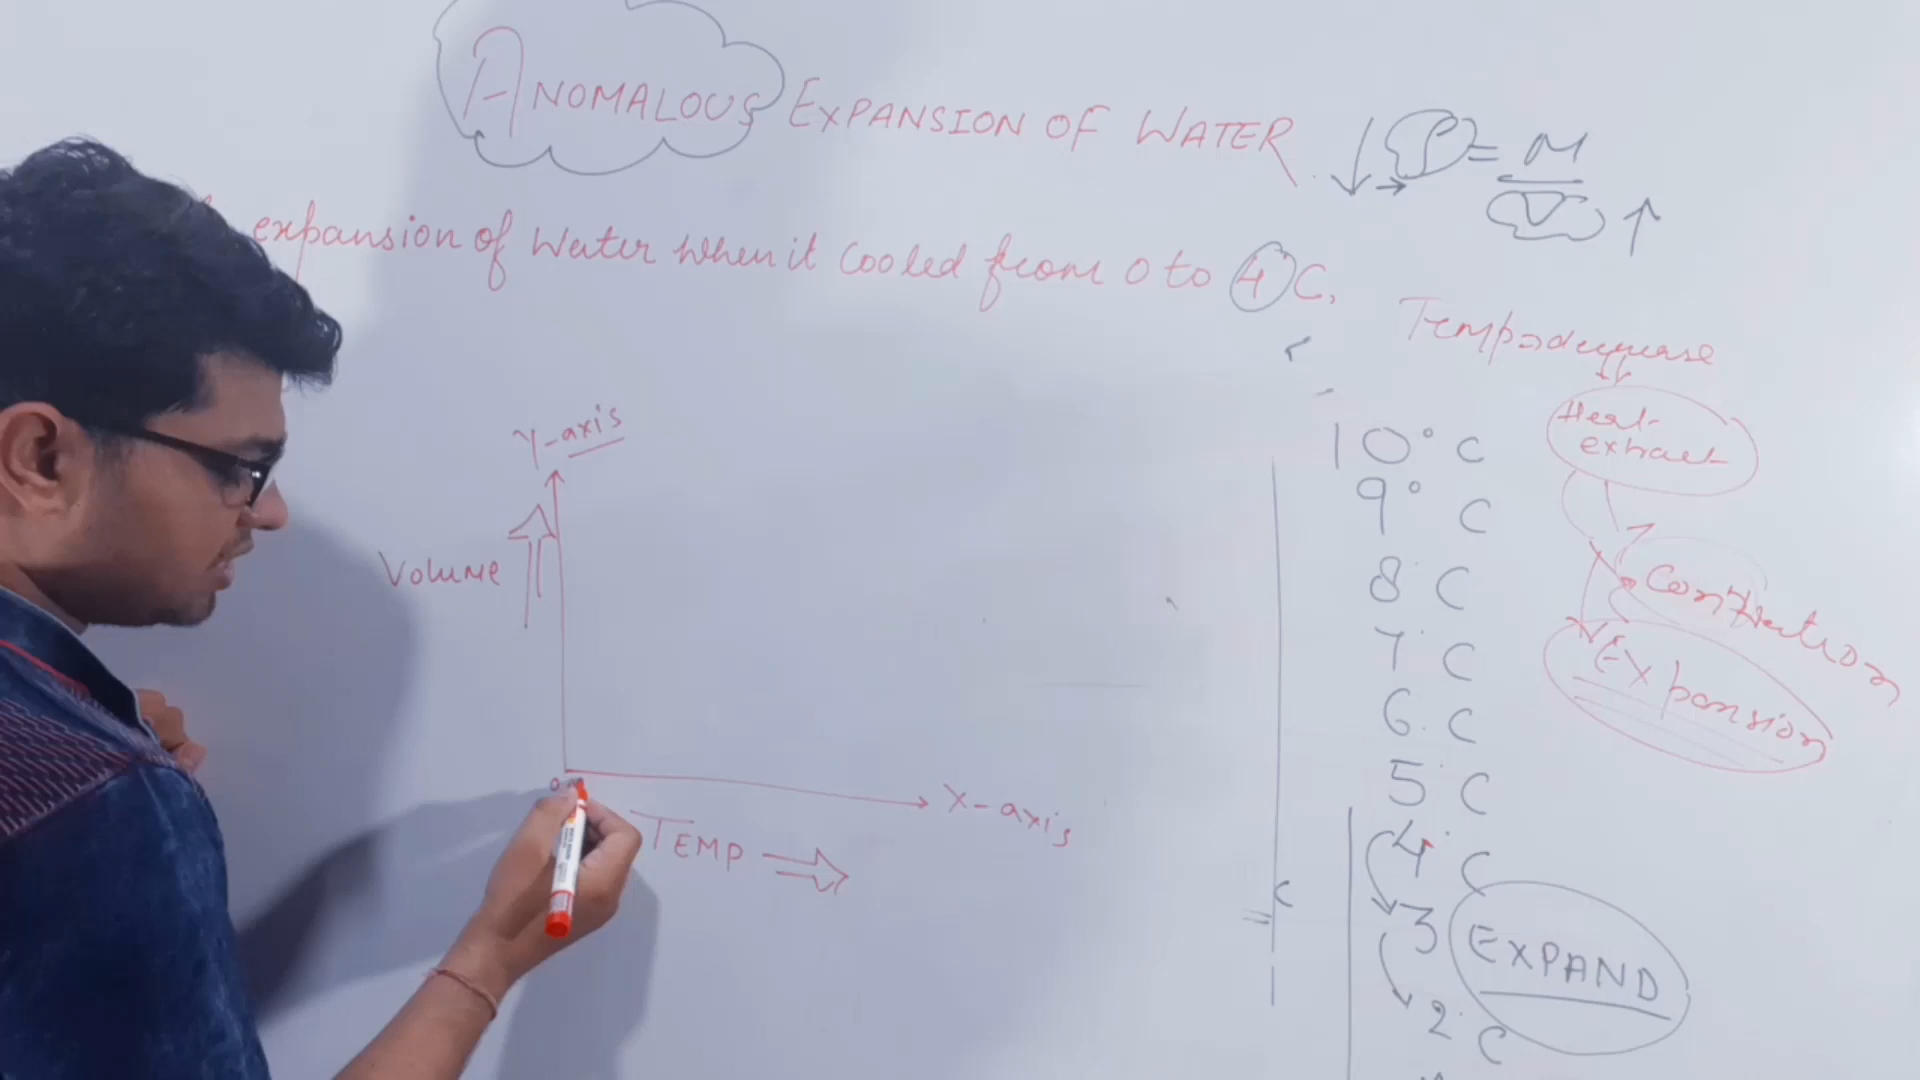 ANOMALOUS EXPANSION OF WATER
ρ = M
V
expansion of Water when it cooled from 0 to 4 C.
Temp decrease
Heat
extract
Contraction
Expansion
Y-axis
Volume
0
X-axis
TEMP
10° C
9° C
8° C
7° C
6° C
5° C
4° C
3
EXPAND
2° C